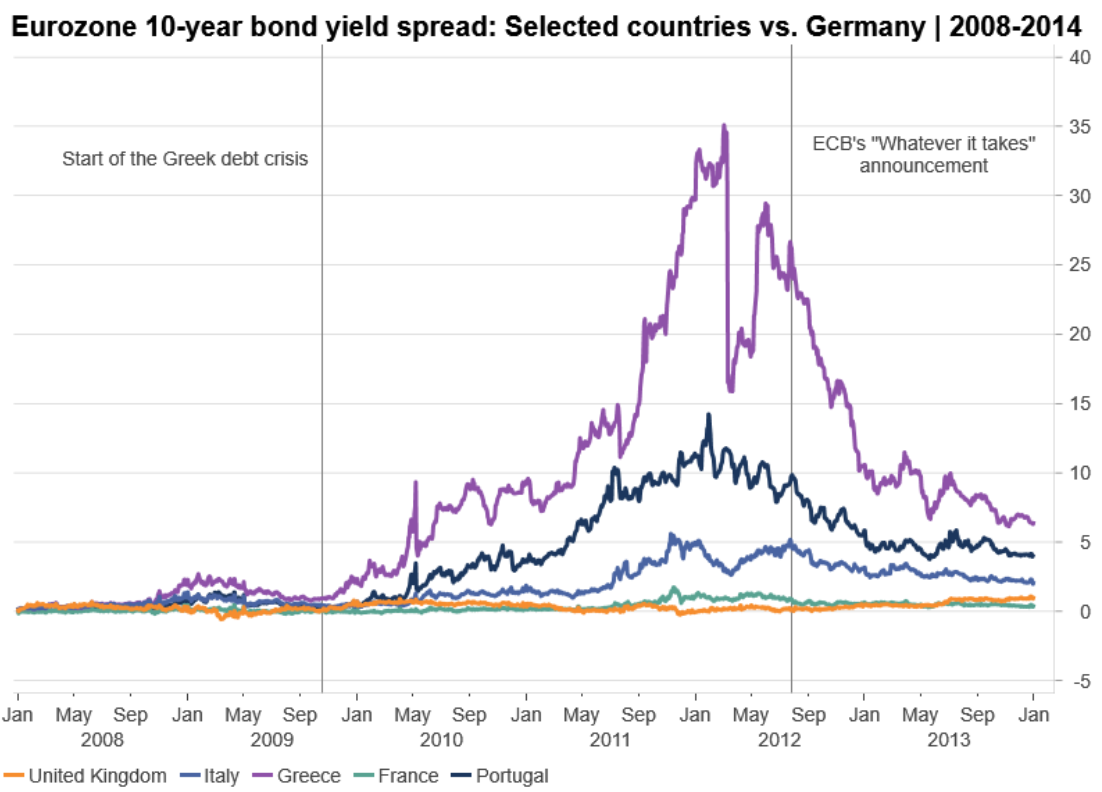 Eurozone 10-year bond yield spread: Selected countries vs. Germany | 2008-2014
40
35
30
25
20
15
10
5
0
-5
Start of the Greek debt crisis
ECB's "Whatever it takes"
announcement
Jan May Sep Jan May Sep Jan May Sep Jan May Sep Jan May Sep Jan May Sep Jan
2008 2009 2010 2011 2012 2013
United Kingdom Italy Greece France Portugal